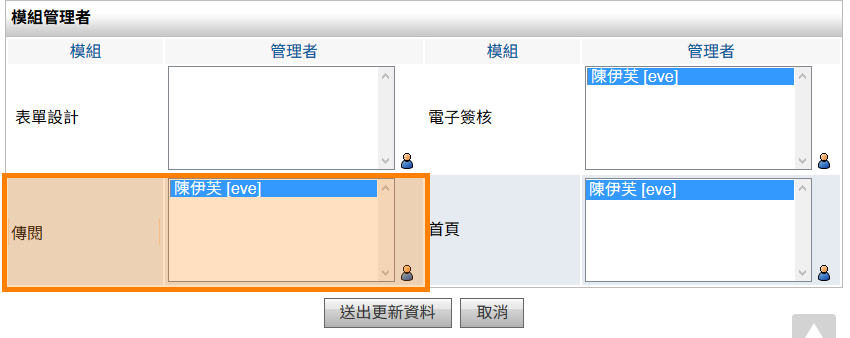 模組管理者
模組 管理者 模組 管理者
表單設計 電子簽核 陳伊芙 [eve]
傳閱 陳伊芙 [eve] 首頁 陳伊芙 [eve]
送出更新資料 取消